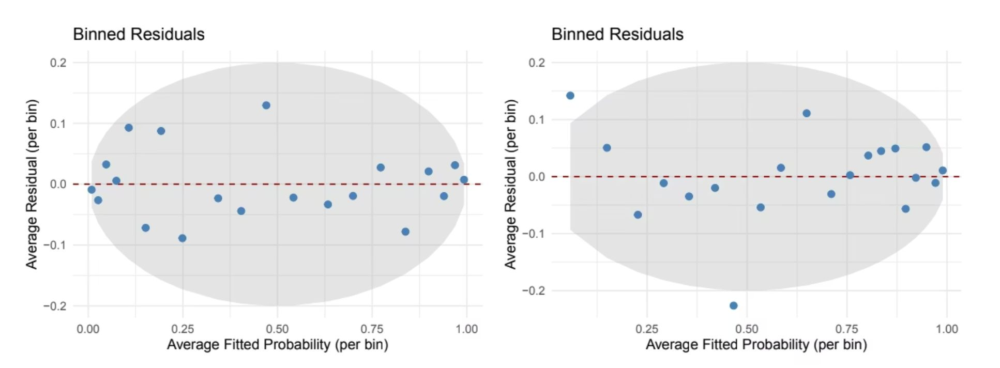 Binned Residuals
Average Residual (per bin)
0.2
0.1
0.0
−0.1
−0.2
0.00 0.25 0.50 0.75 1.00
Average Fitted Probability (per bin)
Binned Residuals
Average Residual (per bin)
0.2
0.1
0.0
−0.1
−0.2
0.25 0.50 0.75 1.00
Average Fitted Probability (per bin)